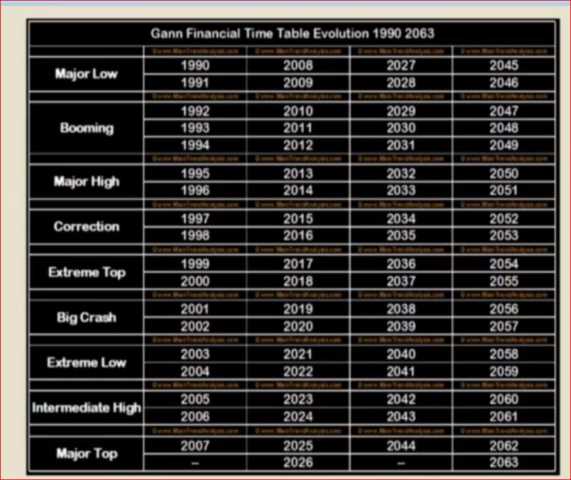 Gann Financial Time Table Evolution 1990 2063
Major Low
1990 2008 2027 2045
1991 2009 2028 2046
Booming
1992 2010 2029 2047
1993 2011 2030 2048
1994 2012 2031 2049
Major High
1995 2013 2032 2050
1996 2014 2033 2051
Correction
1997 2015 2034 2052
1998 2016 2035 2053
Extreme Top
1999 2017 2036 2054
2000 2018 2037 2055
Big Crash
2001 2019 2038 2056
2002 2020 2039 2057
Extreme Low
2003 2021 2040 2058
2004 2022 2041 2059
Intermediate High
2005 2023 2042 2060
2006 2024 2043 2061
Major Top
2007 2025 2044 2062
– 2026 – 2063